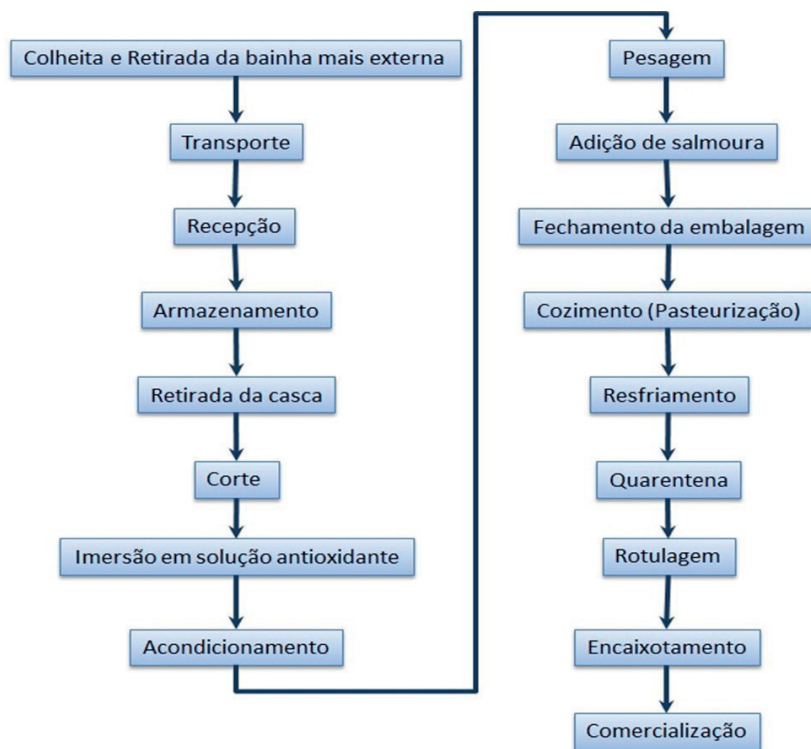 Colheita e Retirada da bainha mais externa
Transporte
Recepção
Armazenamento
Retirada da casca
Corte
Imersão em solução antioxidante
Acondicionamento
Pesagem
Adição de salmoura
Fechamento da embalagem
Cozimento (Pasteurização)
Resfriamento
Quarentena
Rotulagem
Encaixotamento
Comercialização